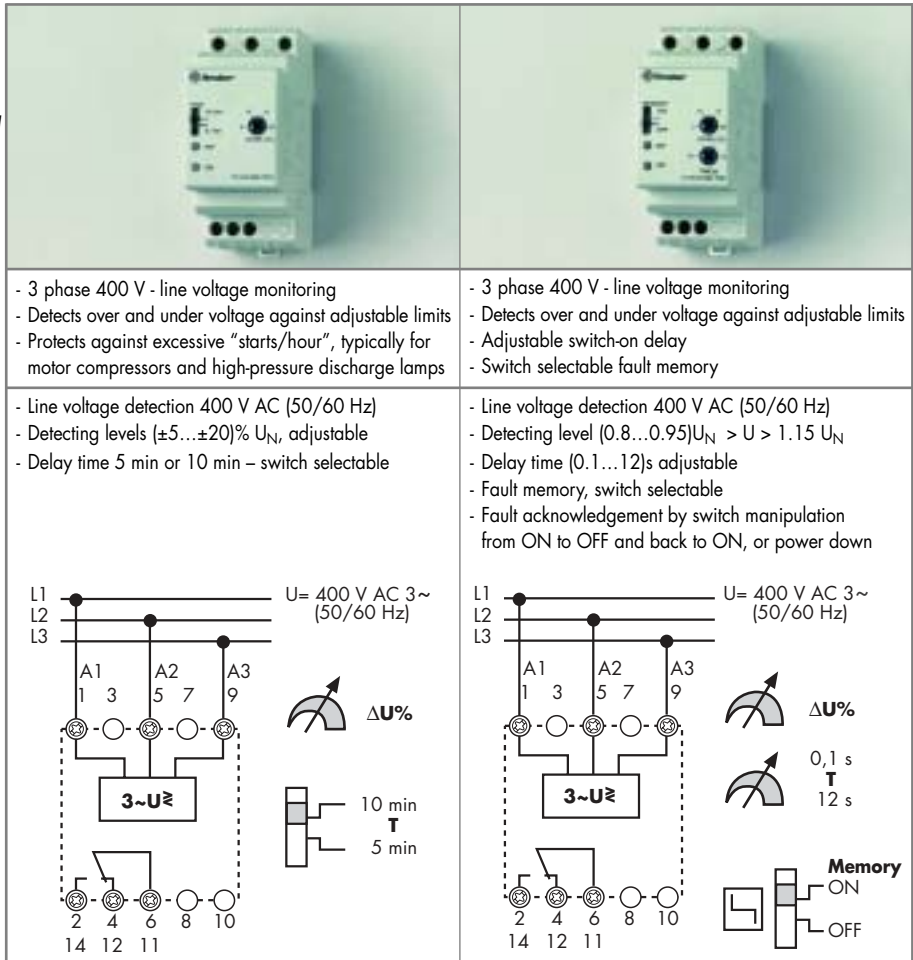 - 3 phase 400 V - line voltage monitoring
- Detects over and under voltage against adjustable limits
- Protects against excessive “starts/hour”, typically for
motor compressors and high-pressure discharge lamps
- Line voltage detection 400 V AC (50/60 Hz)
- Detecting levels (±5…±20)% UN, adjustable
- Delay time 5 min or 10 min – switch selectable
L1
U= 400 V AC 3~
L2
(50/60 Hz)
L3
A1 A2 A3
1 3 5 7 9
ΔU%
3~U≷
10 min
T
5 min
2 4 6 8 10
14 12 11
- 3 phase 400 V - line voltage monitoring
- Detects over and under voltage against adjustable limits
- Adjustable switch-on delay
- Switch selectable fault memory
- Line voltage detection 400 V AC (50/60 Hz)
- Detecting level (0.8…0.95)UN > U > 1.15 UN
- Delay time (0.1…12)s adjustable
- Fault memory, switch selectable
- Fault acknowledgement by switch manipulation
from ON to OFF and back to ON, or power down
L1
U= 400 V AC 3~
L2
(50/60 Hz)
L3
A1 A2 A3
1 3 5 7 9
ΔU%
3~U≷
0,1 s
T
12 s
Memory
ON
OFF
2 4 6 8 10
14 12 11